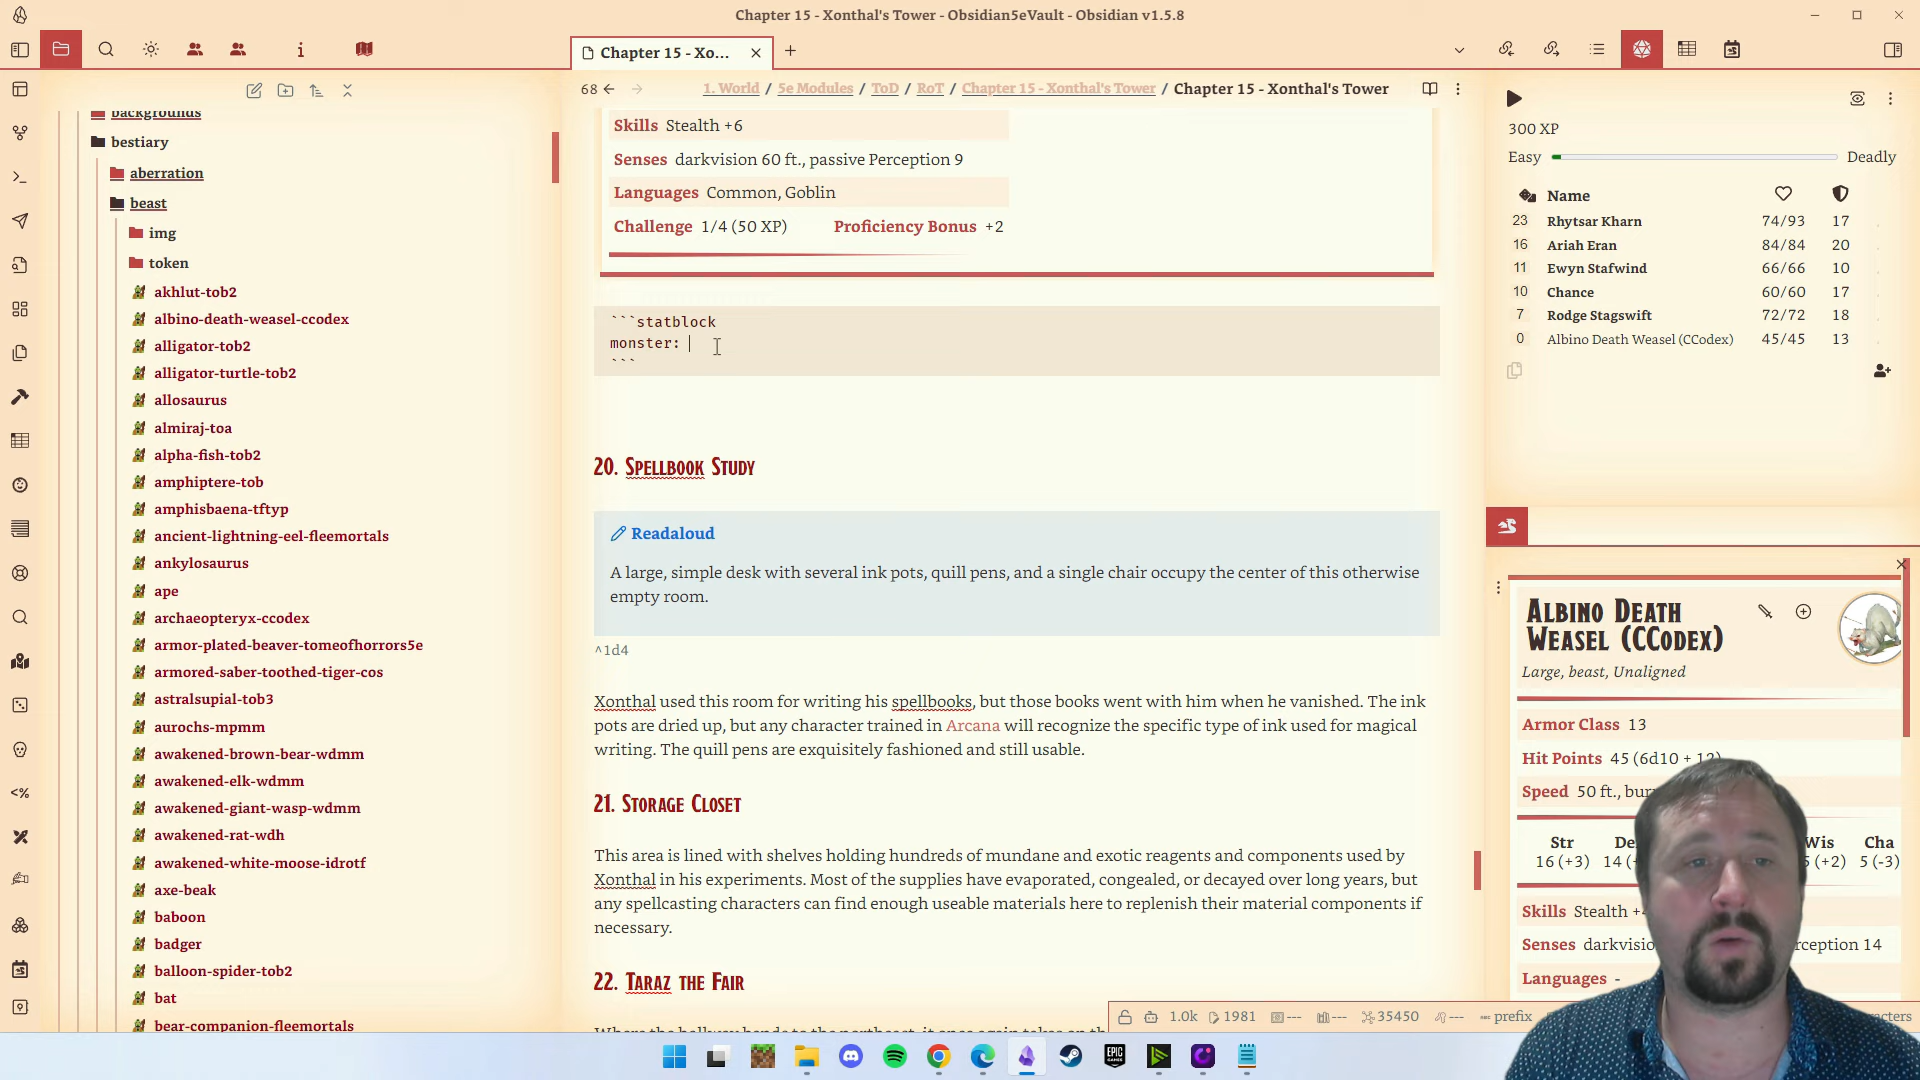 Chapter 15 - Xonthal's Tower - Obsidian5eVault - Obsidian v1.5.8
Chapter 15 - Xo...
68
1. World / 5e Modules / ToD / RoT / Chapter 15 - Xonthal's Tower / Chapter 15 - Xonthal's Tower
backgrounds
bestiary
aberration
beast
img
token
akhlut-tob2
albino-death-weasel-ccodex
alligator-tob2
alligator-turtle-tob2
allosaurus
almiraj-toa
alpha-fish-tob2
amphiptere-tob
amphisbaena-tftyp
ancient-lightning-eel-fleemortals
ankylosaurus
ape
archaeopteryx-ccodex
armor-plated-beaver-tomeofhorrors5e
armored-saber-toothed-tiger-cos
astralsupial-tob3
aurochs-mpmm
awakened-brown-bear-wdmm
awakened-elk-wdmm
awakened-giant-wasp-wdmm
awakened-rat-wdh
awakened-white-moose-idrotf
axe-beak
baboon
badger
balloon-spider-tob2
bat
bear-companion-fleemortals
Skills Stealth +6
Senses darkvision 60 ft., passive Perception 9
Languages Common, Goblin
Challenge 1/4 (50 XP) Proficiency Bonus +2
```statblock
monster:
```
20. Spellbook Study
Readaloud
A large, simple desk with several ink pots, quill pens, and a single chair occupy the center of this otherwise
empty room.
^1d4
Xonthal used this room for writing his spellbooks, but those books went with him when he vanished. The ink
pots are dried up, but any character trained in Arcana will recognize the specific type of ink used for magical
writing. The quill pens are exquisitely fashioned and still usable.
21. Storage Closet
This area is lined with shelves holding hundreds of mundane and exotic reagents and components used by
Xonthal in his experiments. Most of the supplies have evaporated, congealed, or decayed over long years, but
any spellcasting characters can find enough useable materials here to replenish their material components if
necessary.
22. Taraz the Fair
300 XP
Easy Deadly
Name
23 Rhytsar Kharn 74/93 17
16 Ariah Eran 84/84 20
11 Ewyn Stafwind 66/66 10
10 Chance 60/60 17
7 Rodge Stagswift 72/72 18
0 Albino Death Weasel (CCodex) 45/45 13
Albino Death
Weasel (CCodex)
Large, beast, Unaligned
Armor Class 13
Hit Points 45 (6d10 + 12)
Speed 50 ft.,
Str Wis Cha
16 (+3) 14 (+2) 5 (-3)
Skills Stealth
Senses Perception 14
Languages -
1.0k 1981 --- --- 35450 --- prefix
<% EPIC GAMES